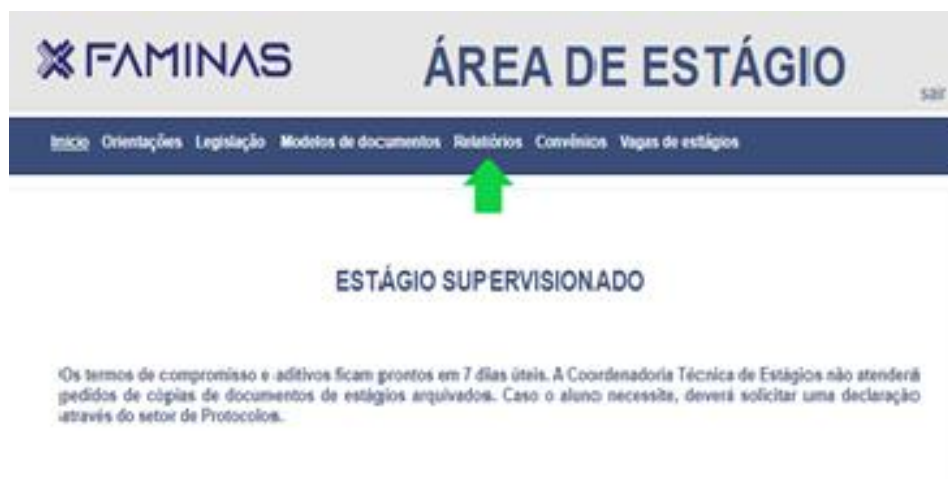 FAMINAS
ÁREA DE ESTÁGIO
sair
Início Orientações Legislação Modelos de documentos Relatórios Convênios Vagas de estágios
ESTÁGIO SUPERVISIONADO
Os termos de compromisso e aditivos ficam prontos em 7 dias úteis. A Coordenadoria Técnica de Estágios não atenderá
pedidos de cópias de documentos de estágios arquivados. Caso o aluno necessite, deverá solicitar uma declaração
através do setor de Protocolos.